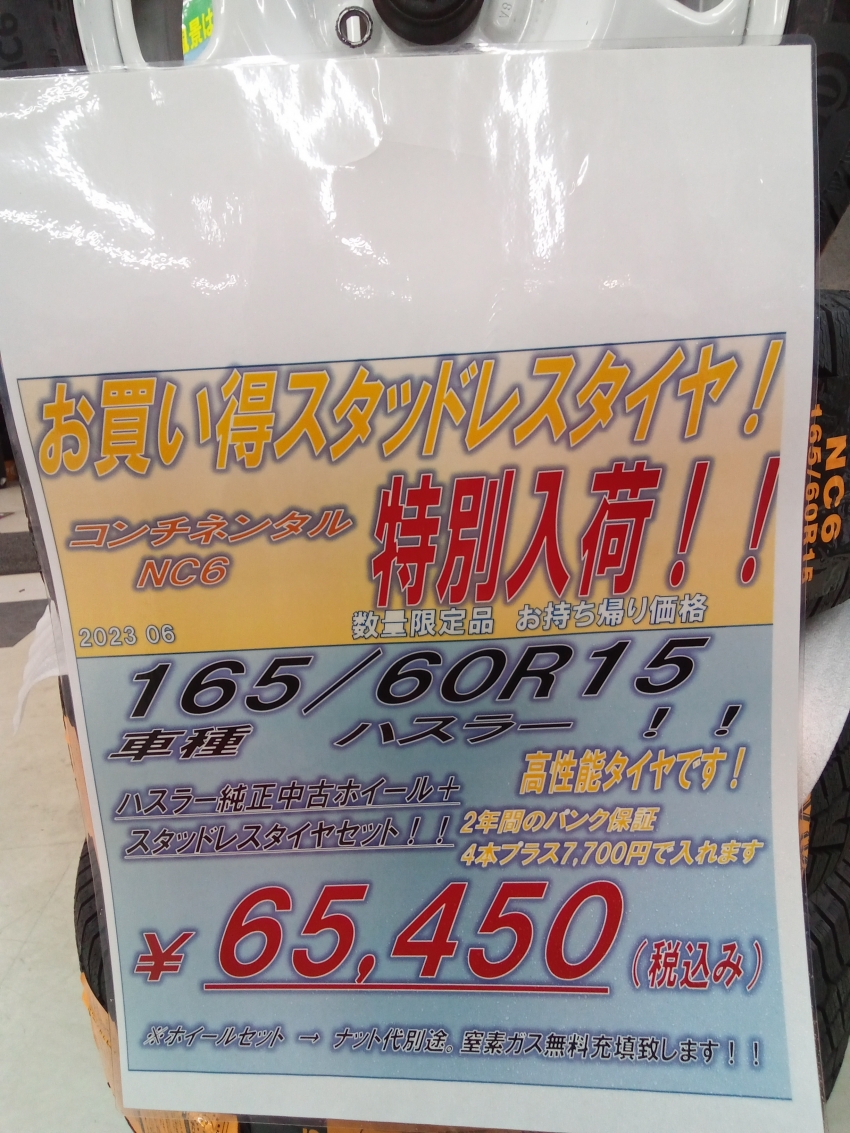 お買い得スタッドレスタイヤ！
特別入荷！！
コンチネンタル
NC6
数量限定品 お持ち帰り価格
2023 06
165/60R15
車種 ハスラー ！！
高性能タイヤです！
ハスラー純正中古ホイール＋
スタッドレスタイヤセット！！
2年間のパンク保証
4本プラス7,700円で入れます
¥65,450（税込み）
※ホイールセット → ナット代別途。窒素ガス無料充填致します！！
NC6
165/60R15